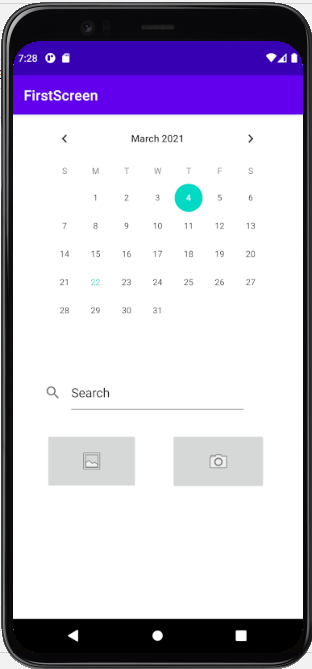 7:28
FirstScreen
March 2021
S M T W T F S
1 2 3 4 5 6
7 8 9 10 11 12 13
14 15 16 17 18 19 20
21 22 23 24 25 26 27
28 29 30 31
Search